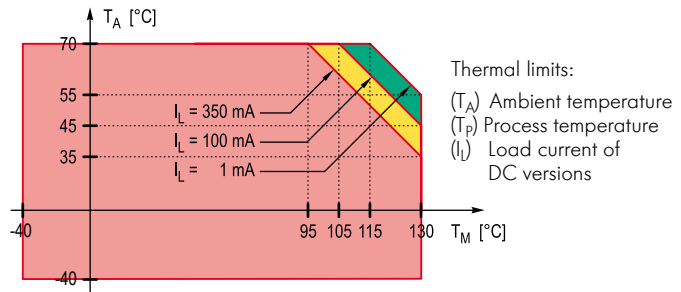 T_A [°C]
70
55
45
35
I_L = 350 mA
I_L = 100 mA
I_L = 1 mA
-40
95 105 115 130 T_M [°C]
-40
Thermal limits:
(T_A) Ambient temperature
(T_P) Process temperature
(I_L) Load current of
DC versions